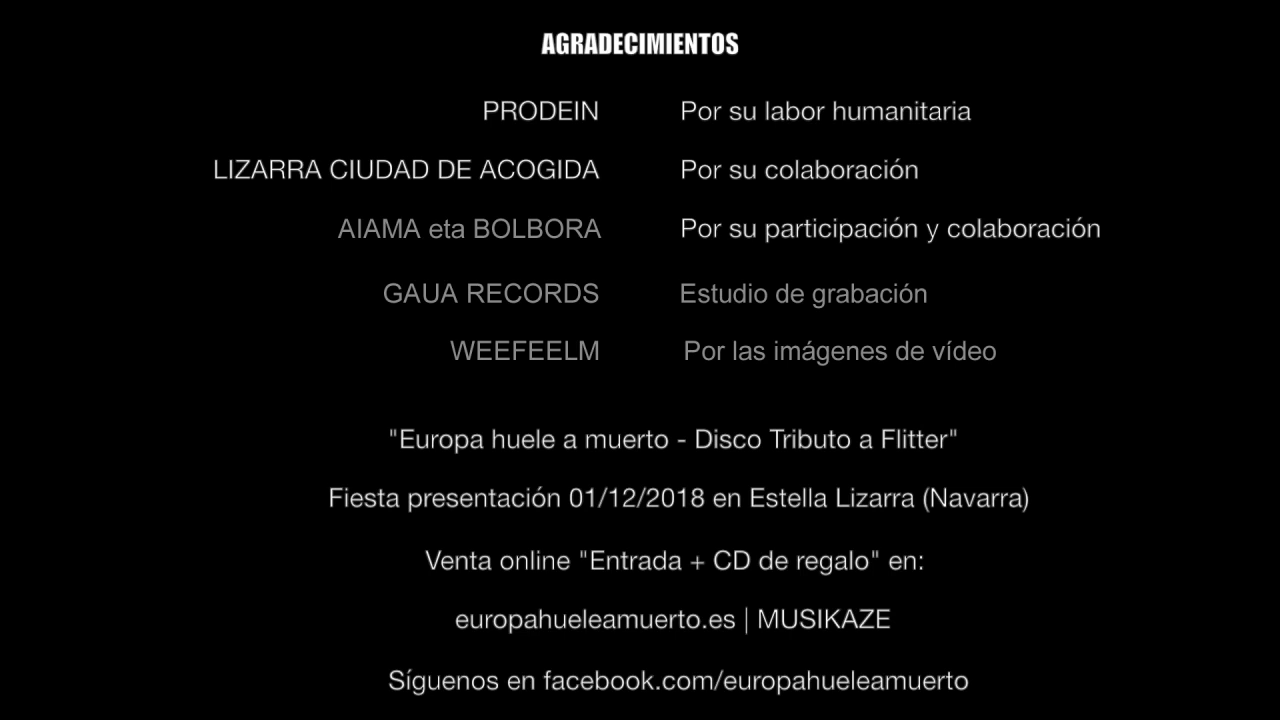 AGRADECIMIENTOS
PRODEIN Por su labor humanitaria
LIZARRA CIUDAD DE ACOGIDA Por su colaboración
AIAMA eta BOLBORA Por su participación y colaboración
GAUA RECORDS Estudio de grabación
WEEFEELM Por las imágenes de vídeo
"Europa huele a muerto - Disco Tributo a Flitter"
Fiesta presentación 01/12/2018 en Estella Lizarra (Navarra)
Venta online "Entrada + CD de regalo" en:
europahueleamuerto.es | MUSIKAZE
Síguenos en facebook.com/europahueleamuerto